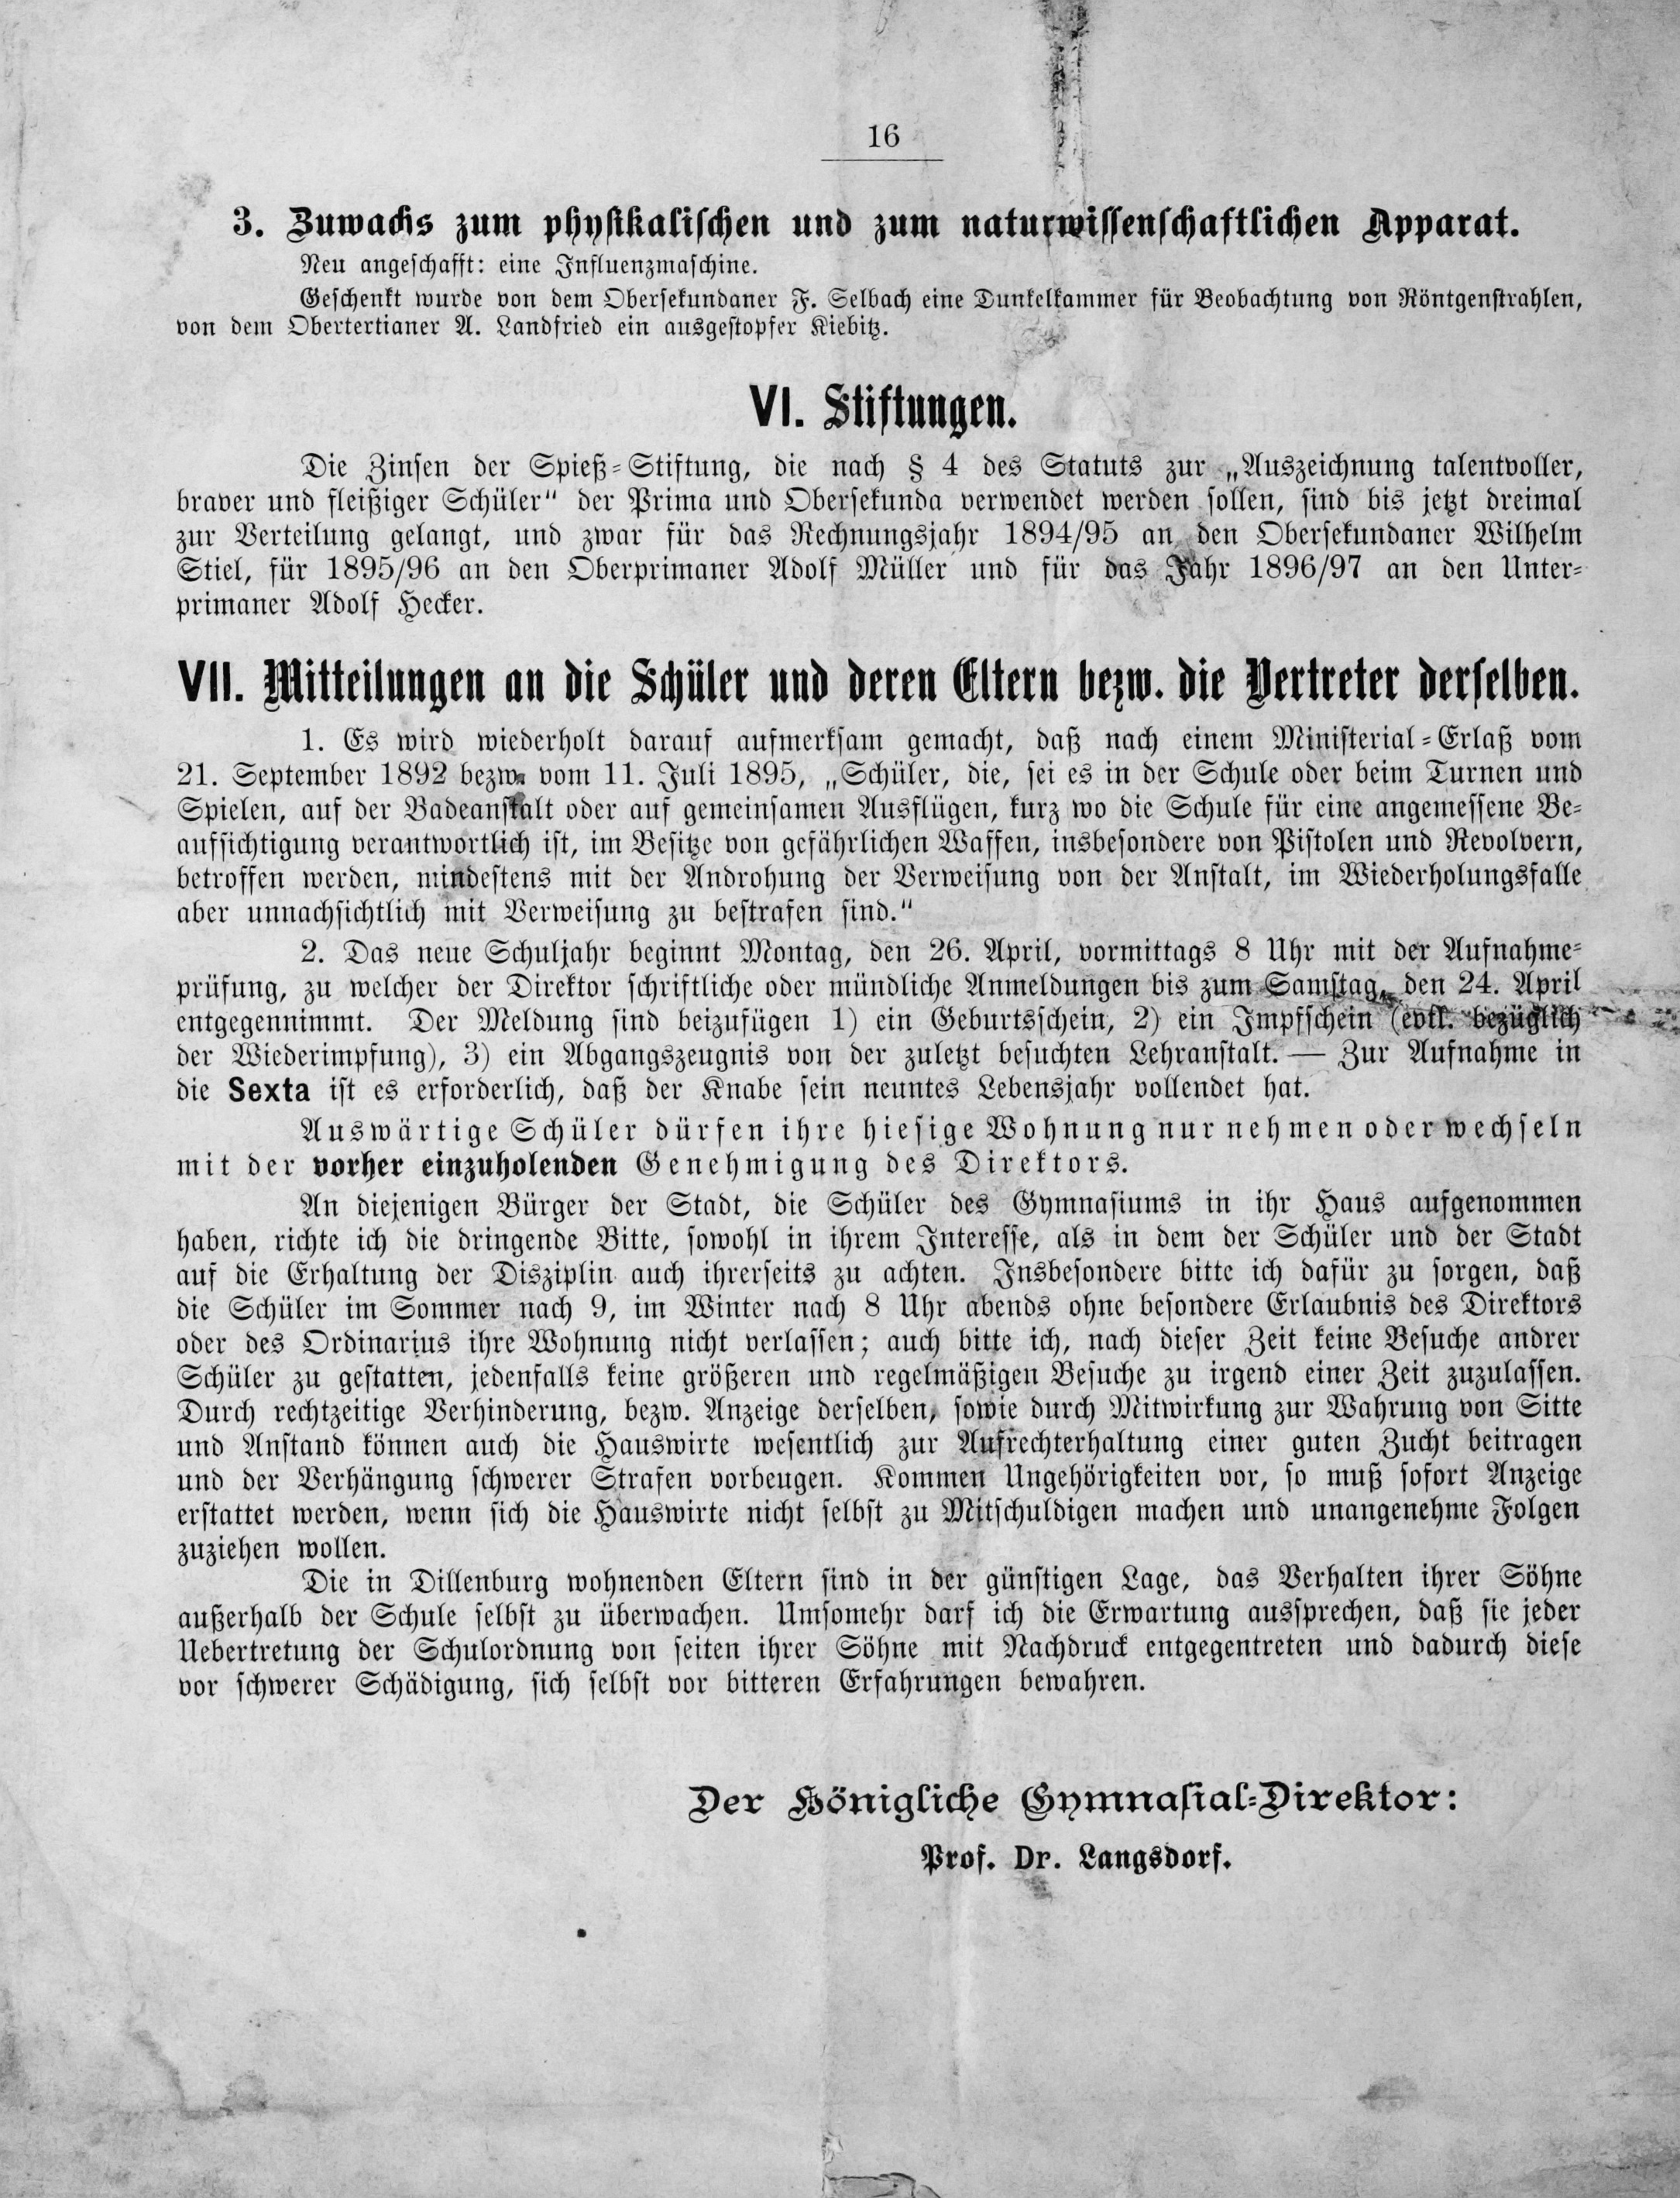 16
3. Zuwachs zum physikalischen und zum naturwissenschaftlichen Apparat.
Neu angeschafft: eine Influenzmaschine.
Geschenkt wurde von dem Obersekundaner F. Selbach eine Dunkelkammer für Beobachtung von Röntgenstrahlen,
von dem Obertertianer A. Landfried ein ausgestopfer Kiebitz.
VI. Stiftungen.
Die Zinsen der Spieß=Stiftung, die nach § 4 des Statuts zur „Auszeichnung talentvoller,
braver und fleißiger Schüler“ der Prima und Obersekunda verwendet werden sollen, sind bis jetzt dreimal
zur Verteilung gelangt, und zwar für das Rechnungsjahr 1894/95 an den Obersekundaner Wilhelm
Stiel, für 1895/96 an den Oberprimaner Adolf Müller und für das Jahr 1896/97 an den Unter=
primaner Adolf Hecker.
VII. Mitteilungen an die Schüler und deren Eltern bezw. die Vertreter derselben.
1. Es wird wiederholt darauf aufmerksam gemacht, daß nach einem Ministerial=Erlaß vom
21. September 1892 bezw. vom 11. Juli 1895, „Schüler, die, sei es in der Schule oder beim Turnen und
Spielen, auf der Badeanstalt oder auf gemeinsamen Ausflügen, kurz wo die Schule für eine angemessene Be=
aufsichtigung verantwortlich ist, im Besitze von gefährlichen Waffen, insbesondere von Pistolen und Revolvern,
betroffen werden, mindestens mit der Androhung der Verweisung von der Anstalt, im Wiederholungsfalle
aber unnachsichtlich mit Verweisung zu bestrafen sind.“
2. Das neue Schuljahr beginnt Montag, den 26. April, vormittags 8 Uhr mit der Aufnahme=
prüfung, zu welcher der Direktor schriftliche oder mündliche Anmeldungen bis zum Samstag, den 24. April
entgegennimmt. Der Meldung sind beizufügen 1) ein Geburtsschein, 2) ein Impfschein (evtl. bezüglich
der Wiederimpfung), 3) ein Abgangszeugnis von der zuletzt besuchten Lehranstalt. — Zur Aufnahme in
die Sexta ist es erforderlich, daß der Knabe sein neuntes Lebensjahr vollendet hat.
Auswärtige Schüler dürfen ihre hiesige Wohnung nur nehmen oder wechseln
mit der vorher einzuholenden Genehmigung des Direktors.
An diejenigen Bürger der Stadt, die Schüler des Gymnasiums in ihr Haus aufgenommen
haben, richte ich die dringende Bitte, sowohl in ihrem Interesse, als in dem der Schüler und der Stadt
auf die Erhaltung der Disziplin auch ihrerseits zu achten. Insbesondere bitte ich dafür zu sorgen, daß
die Schüler im Sommer nach 9, im Winter nach 8 Uhr abends ohne besondere Erlaubnis des Direktors
oder des Ordinarius ihre Wohnung nicht verlassen; auch bitte ich, nach dieser Zeit keine Besuche andrer
Schüler zu gestatten, jedenfalls keine größeren und regelmäßigen Besuche zu irgend einer Zeit zuzulassen.
Durch rechtzeitige Verhinderung, bezw. Anzeige derselben, sowie durch Mitwirkung zur Wahrung von Sitte
und Anstand können auch die Hauswirte wesentlich zur Aufrechterhaltung einer guten Zucht beitragen
und der Verhängung schwerer Strafen vorbeugen. Kommen Ungehörigkeiten vor, so muß sofort Anzeige
erstattet werden, wenn sich die Hauswirte nicht selbst zu Mitschuldigen machen und unangenehme Folgen
zuziehen wollen.
Die in Dillenburg wohnenden Eltern sind in der günstigen Lage, das Verhalten ihrer Söhne
außerhalb der Schule selbst zu überwachen. Umsomehr darf ich die Erwartung aussprechen, daß sie jeder
Uebertretung der Schulordnung von seiten ihrer Söhne mit Nachdruck entgegentreten und dadurch diese
vor schwerer Schädigung, sich selbst vor bitteren Erfahrungen bewahren.
Der Königliche Gymnasial=Direktor:
Prof. Dr. Langsdorf.